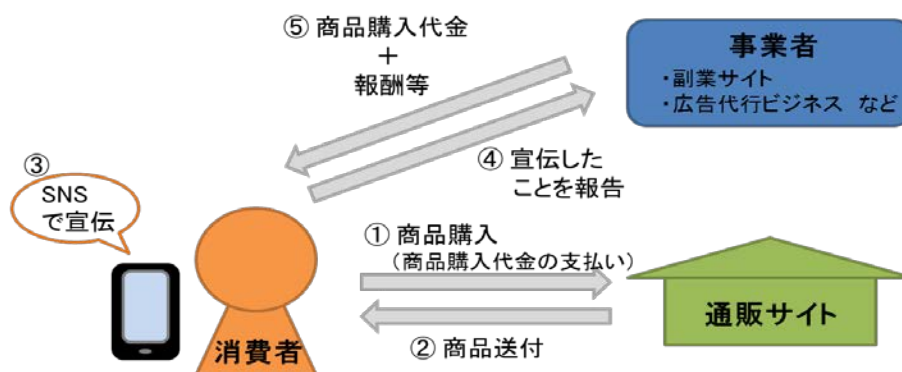 ⑤ 商品購入代金
＋
報酬等
事業者
・副業サイト
・広告代行ビジネス など
③
SNS
で宣伝
④ 宣伝した
ことを報告
① 商品購入
（商品購入代金の支払い）
通販サイト
消費者
② 商品送付